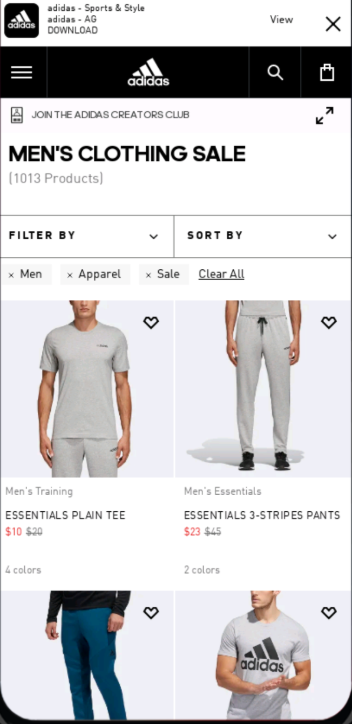 adidas - Sports & Style
adidas - AG
DOWNLOAD
View
adidas
JOIN THE ADIDAS CREATORS CLUB
MEN'S CLOTHING SALE
(1013 Products)
FILTER BY
SORT BY
× Men × Apparel × Sale Clear All
Men's Training
ESSENTIALS PLAIN TEE
$10 $20
4 colors
Men's Essentials
ESSENTIALS 3-STRIPES PANTS
$23 $45
2 colors
adidas